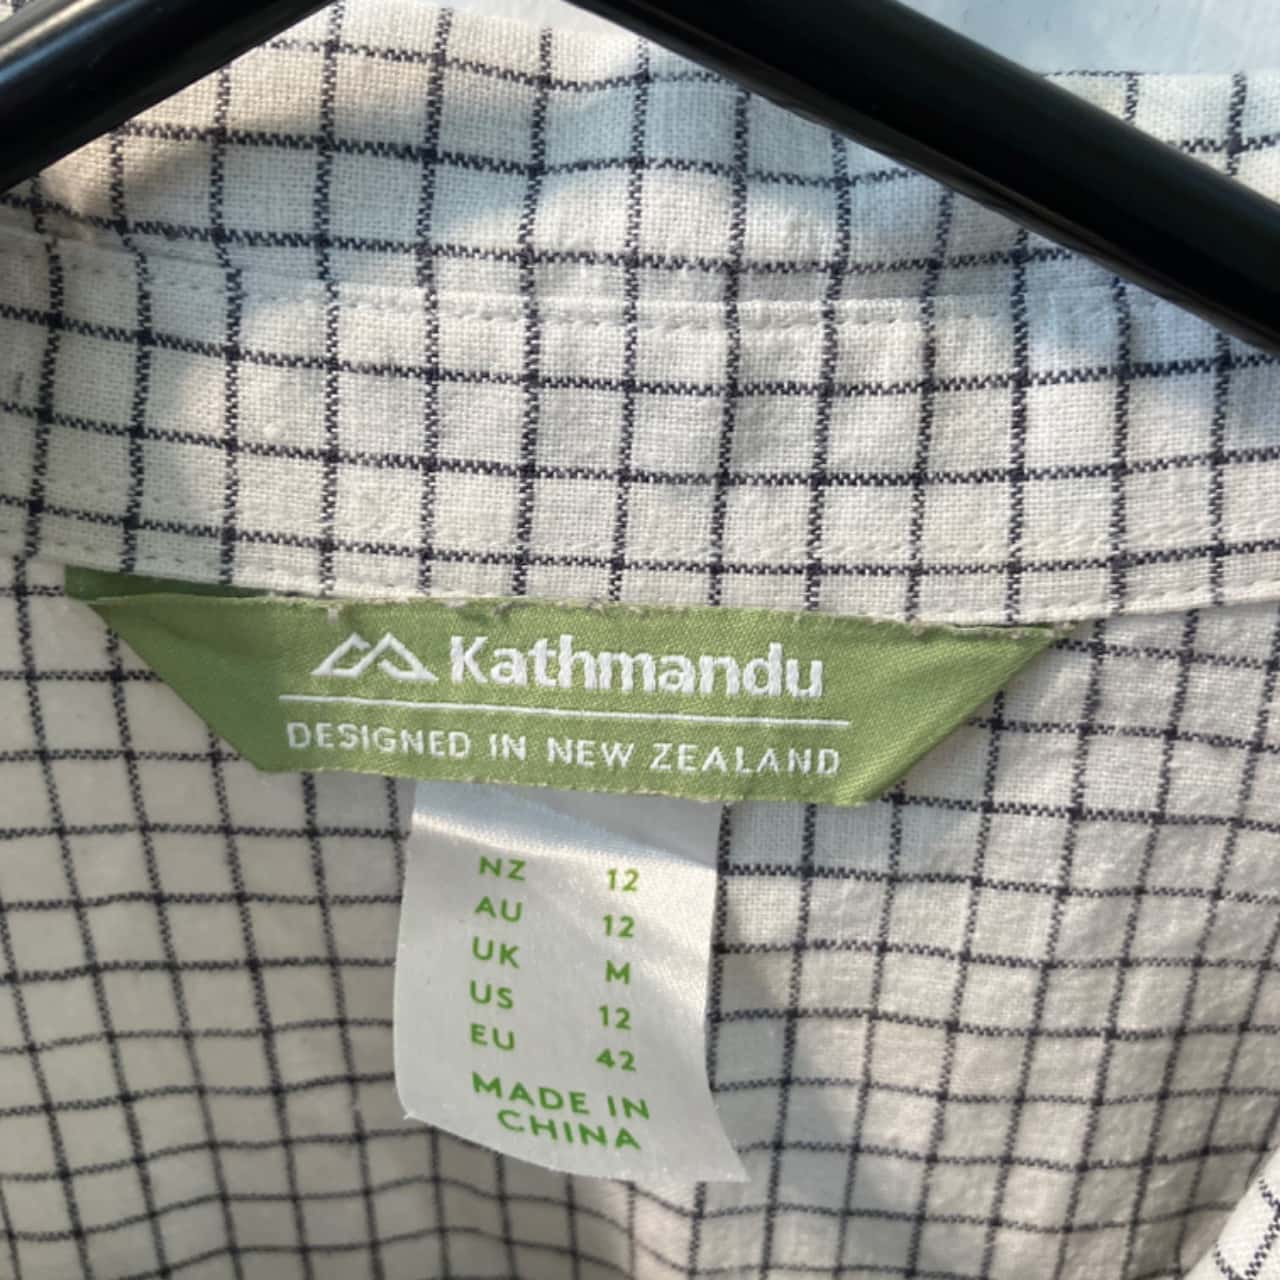 Kathmandu
DESIGNED IN NEW ZEALAND
NZ 12
AU 12
UK M
US 12
EU 42
MADE IN
CHINA